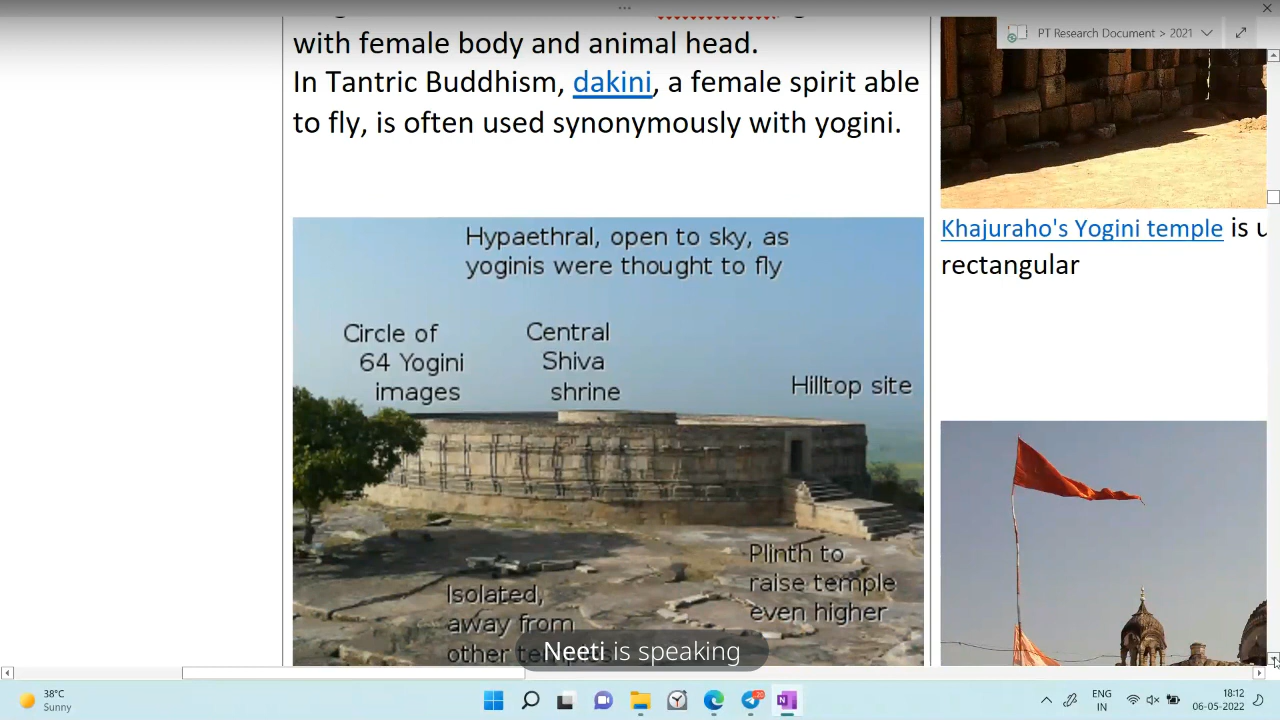 with female body and animal head.
In Tantric Buddhism, dakini, a female spirit able
to fly, is often used synonymously with yogini.
PT Research Document > 2021
Khajuraho's Yogini temple is u
rectangular
Hypaethral, open to sky, as
yoginis were thought to fly
Circle of
64 Yogini
images
Central
Shiva
shrine
Hilltop site
Plinth to
raise temple
even higher
Isolated,
away from
other
Neeti is speaking
38°C
Sunny
20
ENG
IN
18:12
06-05-2022